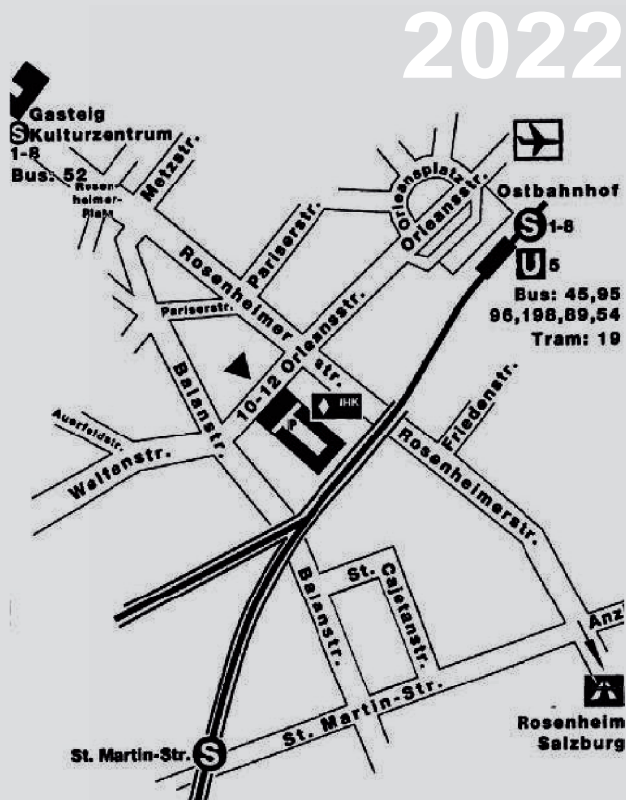 2022
Gasteig
S Kulturzentrum
1-8
Bus: 52
Rosen
heimer-
Platz
Metzstr.
Orleansplatz
Orleansstr.
Ostbahnhof
S 1-8
U 5
Bus: 45,95
96,198,89,54
Tram: 19
Pariserstr.
Rosenheimer
str.
Pariserstr.
10-12 Orleansstr.
IHK
P
Balanstr.
Friedenstr.
Auerfeldstr.
Welfenstr.
Rosenheimerstr.
Balanstr.
St. Cajetanstr.
Anz
St. Martin-Str.
Rosenheim
Salzburg
St. Martin-Str. S